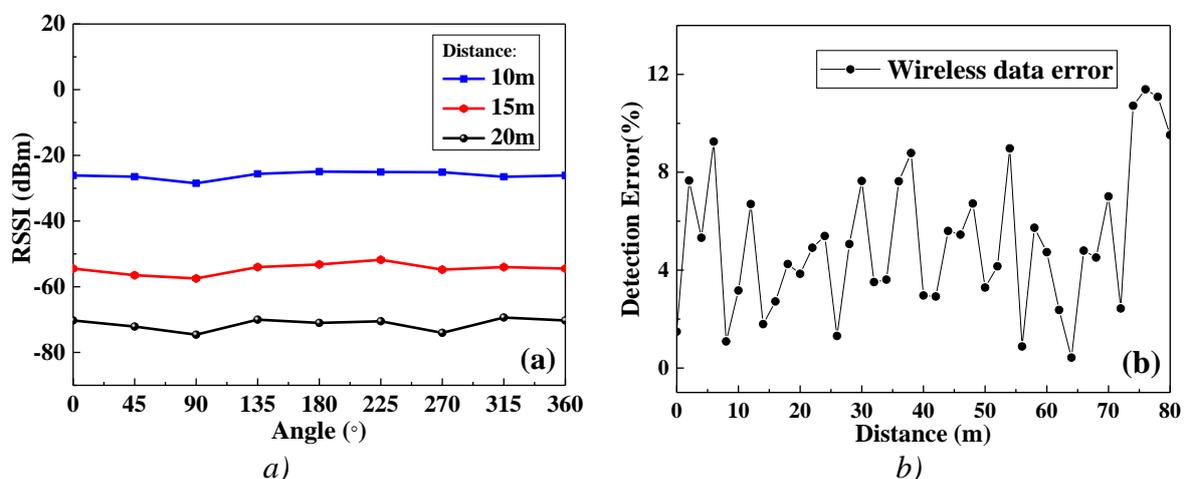 20
0
-20
-40
-60
-80
RSSI (dBm)
Distance:
10m
15m
20m
(a)
0 45 90 135 180 225 270 315 360
Angle (°)
a)
12
8
4
0
Detection Error(%)
Wireless data error
(b)
0 10 20 30 40 50 60 70 80
Distance (m)
b)